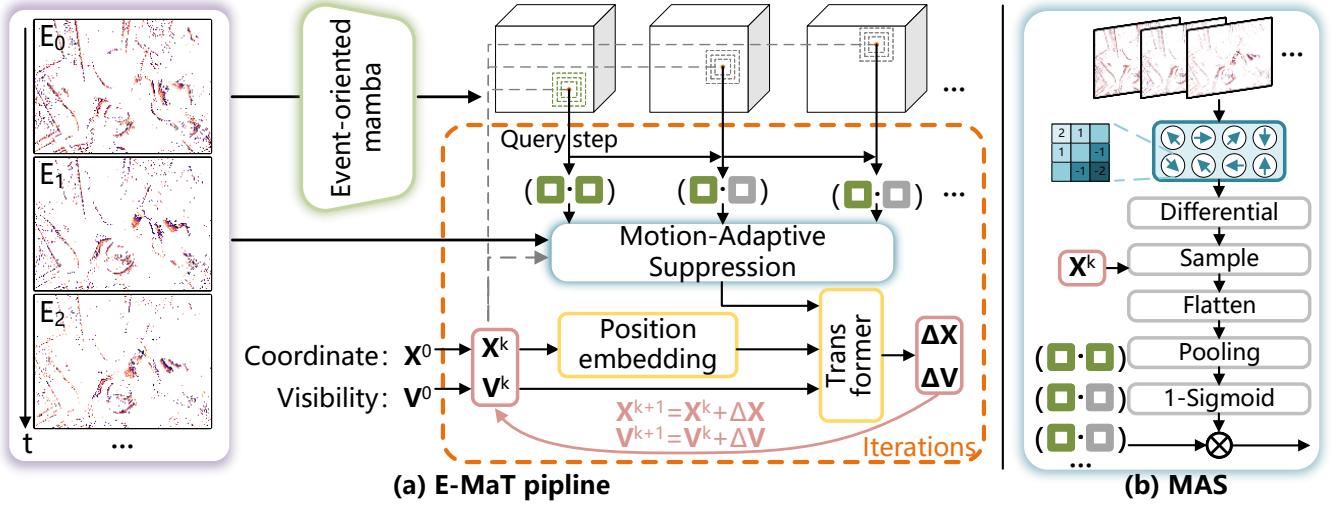 E0
E1
E2
t
...
Event-oriented
mamba
...
Query step
( · )
( · )
( · )
...
Motion-Adaptive
Suppression
Coordinate: X⁰
Visibility: V⁰
Xᵏ
Vᵏ
Position
embedding
Trans
former
ΔX
ΔV
Xᵏ⁺¹=Xᵏ+ΔX
Vᵏ⁺¹=Vᵏ+ΔV
Iterations
(a) E-MaT pipline
...
2 1
1 -1
-1 -2
Differential
Xᵏ
Sample
Flatten
( · )
Pooling
( · )
1-Sigmoid
( · )
...
(b) MAS